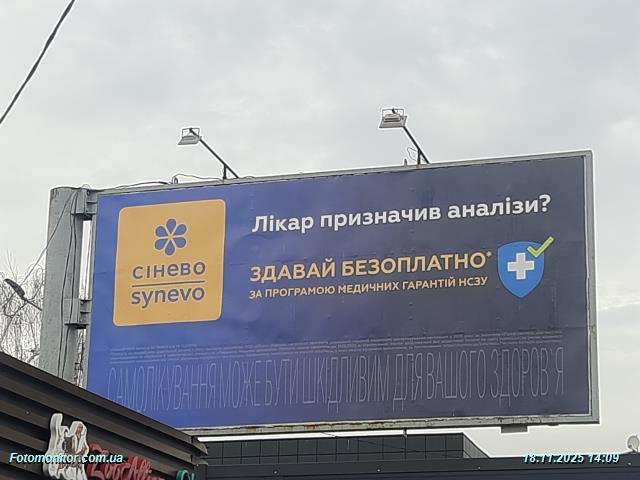 Лікар призначив аналізи?
СІНЕВО
synevo
ЗДАВАЙ БЕЗОПЛАТНО*
ЗА ПРОГРАМОЮ МЕДИЧНИХ ГАРАНТІЙ НСЗУ
САМОЛІКУВАННЯ МОЖЕ БУТИ ШКІДЛИВИМ ДЛЯ ВАШОГО ЗДОРОВ'Я
Fotomonitor.com.ua
18.11.2025 14:09